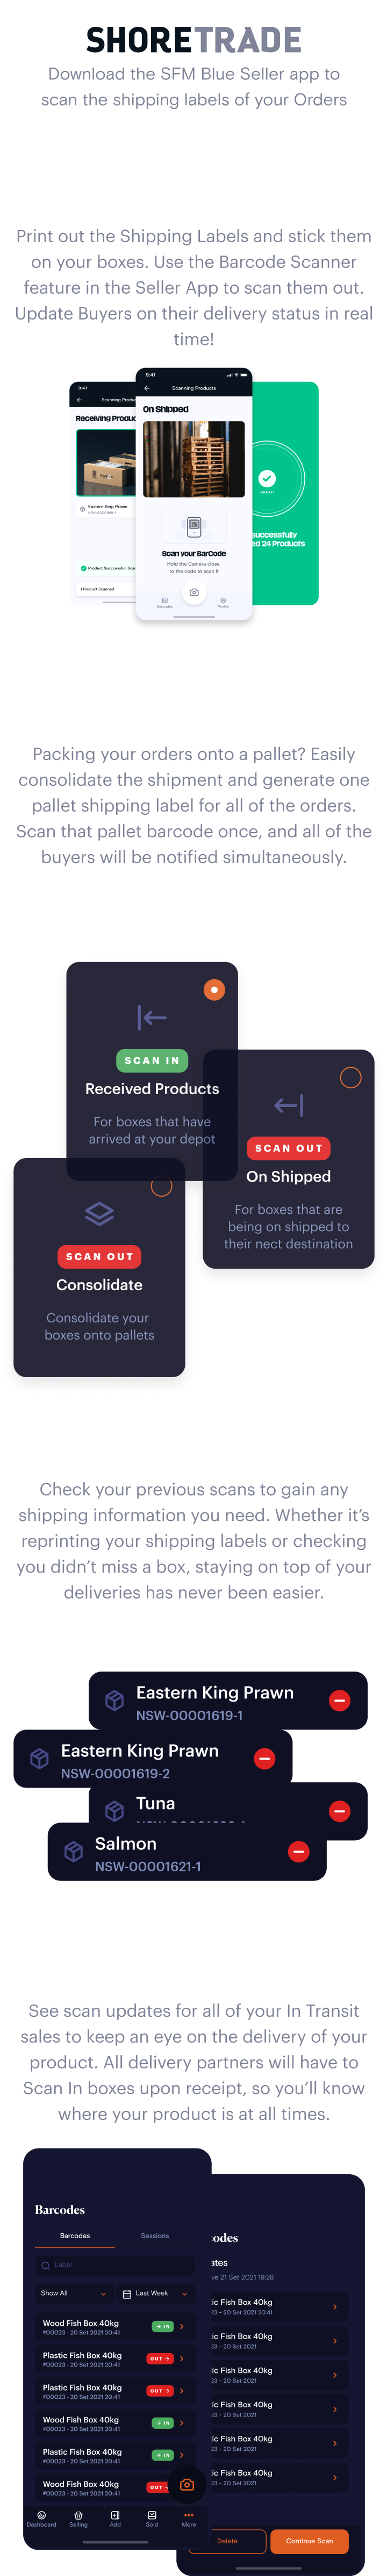 SHORETRADE
Download the SFM Blue Seller app to
scan the shipping labels of your Orders
Print out the Shipping Labels and stick them
on your boxes. Use the Barcode Scanner
feature in the Seller App to scan them out.
Update Buyers on their delivery status in real
time!
9:41
Scanning Produ
Receiving Produc
Eastern King Prawn
Product Successfull Scan
1 Product Scanned
9:41
Scanning Products
On Shipped
Scan your BarCode
Hold the Camera close
to the code to scan it
Barcodes
Profile
GREAT!
successfully
ed 24 Products
Packing your orders onto a pallet? Easily
consolidate the shipment and generate one
pallet shipping label for all of the orders.
Scan that pallet barcode once, and all of the
buyers will be notified simultaneously.
SCAN IN
Received Products
For boxes that have
arrived at your depot
SCAN OUT
On Shipped
For boxes that are
being on shipped to
their nect destination
SCAN OUT
Consolidate
Consolidate your
boxes onto pallets
Check your previous scans to gain any
shipping information you need. Whether it’s
reprinting your shipping labels or checking
you didn’t miss a box, staying on top of your
deliveries has never been easier.
Eastern King Prawn
NSW-00001619-1
Eastern King Prawn
NSW-00001619-2
Tuna
Salmon
NSW-00001621-1
See scan updates for all of your In Transit
sales to keep an eye on the delivery of your
product. All delivery partners will have to
Scan In boxes upon receipt, so you’ll know
where your product is at all times.
Barcodes
Barcodes Sessions
Label
Show All Last Week
Wood Fish Box 40kg
#00023 - 20 Set 2021 20:41
IN
Plastic Fish Box 40kg
#00023 - 20 Set 2021 20:41
OUT
Plastic Fish Box 40kg
#00023 - 20 Set 2021 20:41
OUT
Wood Fish Box 40kg
#00023 - 20 Set 2021 20:41
IN
Plastic Fish Box 40kg
#00023 - 20 Set 2021 20:41
IN
Wood Fish Box 40kg
#00023 - 20 Set 2021 20:41
OUT
Dashboard Selling Add Sold More
codes
ates
ve 21 Set 2021 19:28
ic Fish Box 40kg
23 - 20 Set 2021 20:41
ic Fish Box 40kg
23 - 20 Set 2021
ic Fish Box 40kg
23 - 20 Set 2021
ic Fish Box 40kg
23 - 20 Set 2021
ic Fish Box 40kg
23 - 20 Set 2021
ic Fish Box 40kg
23 - 20 Set 2021
Delete Continue Scan